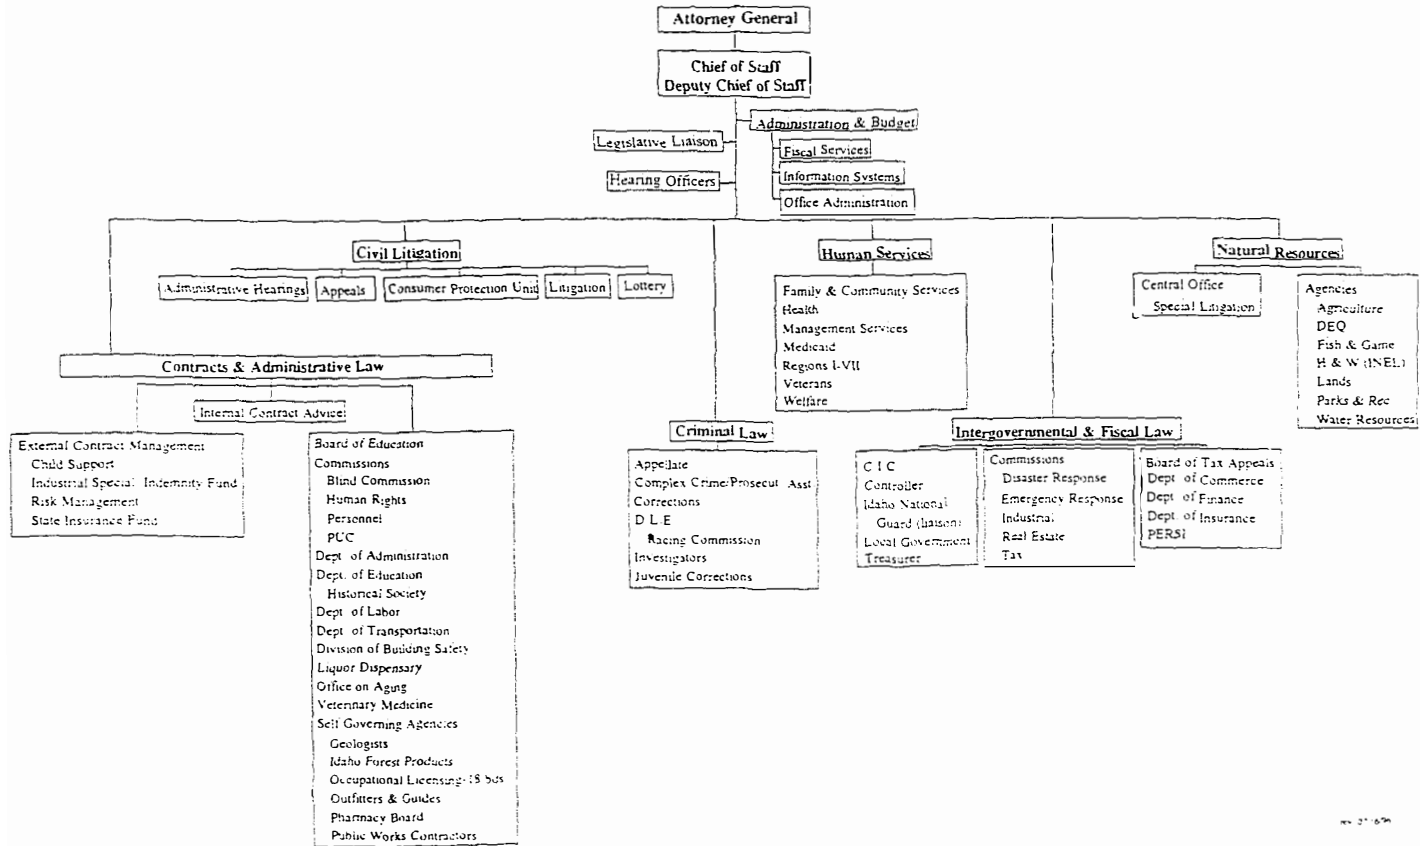 Attorney General
Chief of Staff
Deputy Chief of Staff
Administration & Budget
Legislative Liaison
Fiscal Services
Hearing Officers
Information Systems
Office Administration
Civil Litigation
Administrative Hearings
Appeals
Consumer Protection Unit
Litigation
Lottery
Human Services
Family & Community Services
Health
Management Services
Medicaid
Regions I-VII
Veterans
Welfare
Natural Resources
Central Office
Special Litigation
Agencies
Agriculture
DEQ
Fish & Game
H & W (INEL)
Lands
Parks & Rec
Water Resources
Contracts & Administrative Law
Internal Contract Advice
External Contract Management
Child Support
Industrial Special Indemnity Fund
Risk Management
State Insurance Fund
Board of Education
Commissions
Blind Commission
Human Rights
Personnel
PUC
Dept. of Administration
Dept. of Education
Historical Society
Dept. of Labor
Dept. of Transportation
Division of Building Safety
Liquor Dispensary
Office on Aging
Veterinary Medicine
Self Governing Agencies
Geologists
Idaho Forest Products
Occupational Licensing-18 bds
Outfitters & Guides
Pharmacy Board
Public Works Contractors
Criminal Law
Appellate
Complex Crime/Prosecut. Asst
Corrections
D L E
Racing Commission
Investigators
Juvenile Corrections
Intergovernmental & Fiscal Law
C I C
Controller
Idaho National
Guard (liaison)
Local Government
Treasurer
Commissions
Disaster Response
Emergency Response
Industrial
Real Estate
Tax
Board of Tax Appeals
Dept. of Commerce
Dept. of Finance
Dept. of Insurance
PERSI